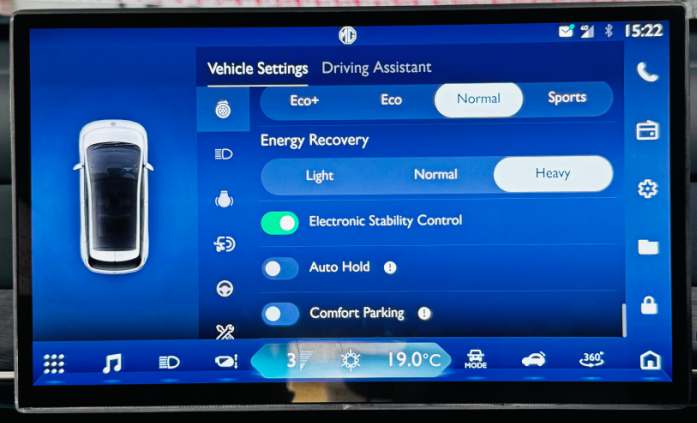 MG
4G 15:22
Vehicle Settings Driving Assistant
Eco+ Eco Normal Sports
Energy Recovery
Light Normal Heavy
Electronic Stability Control
Auto Hold !
Comfort Parking !
3 19.0°C MODE 360°